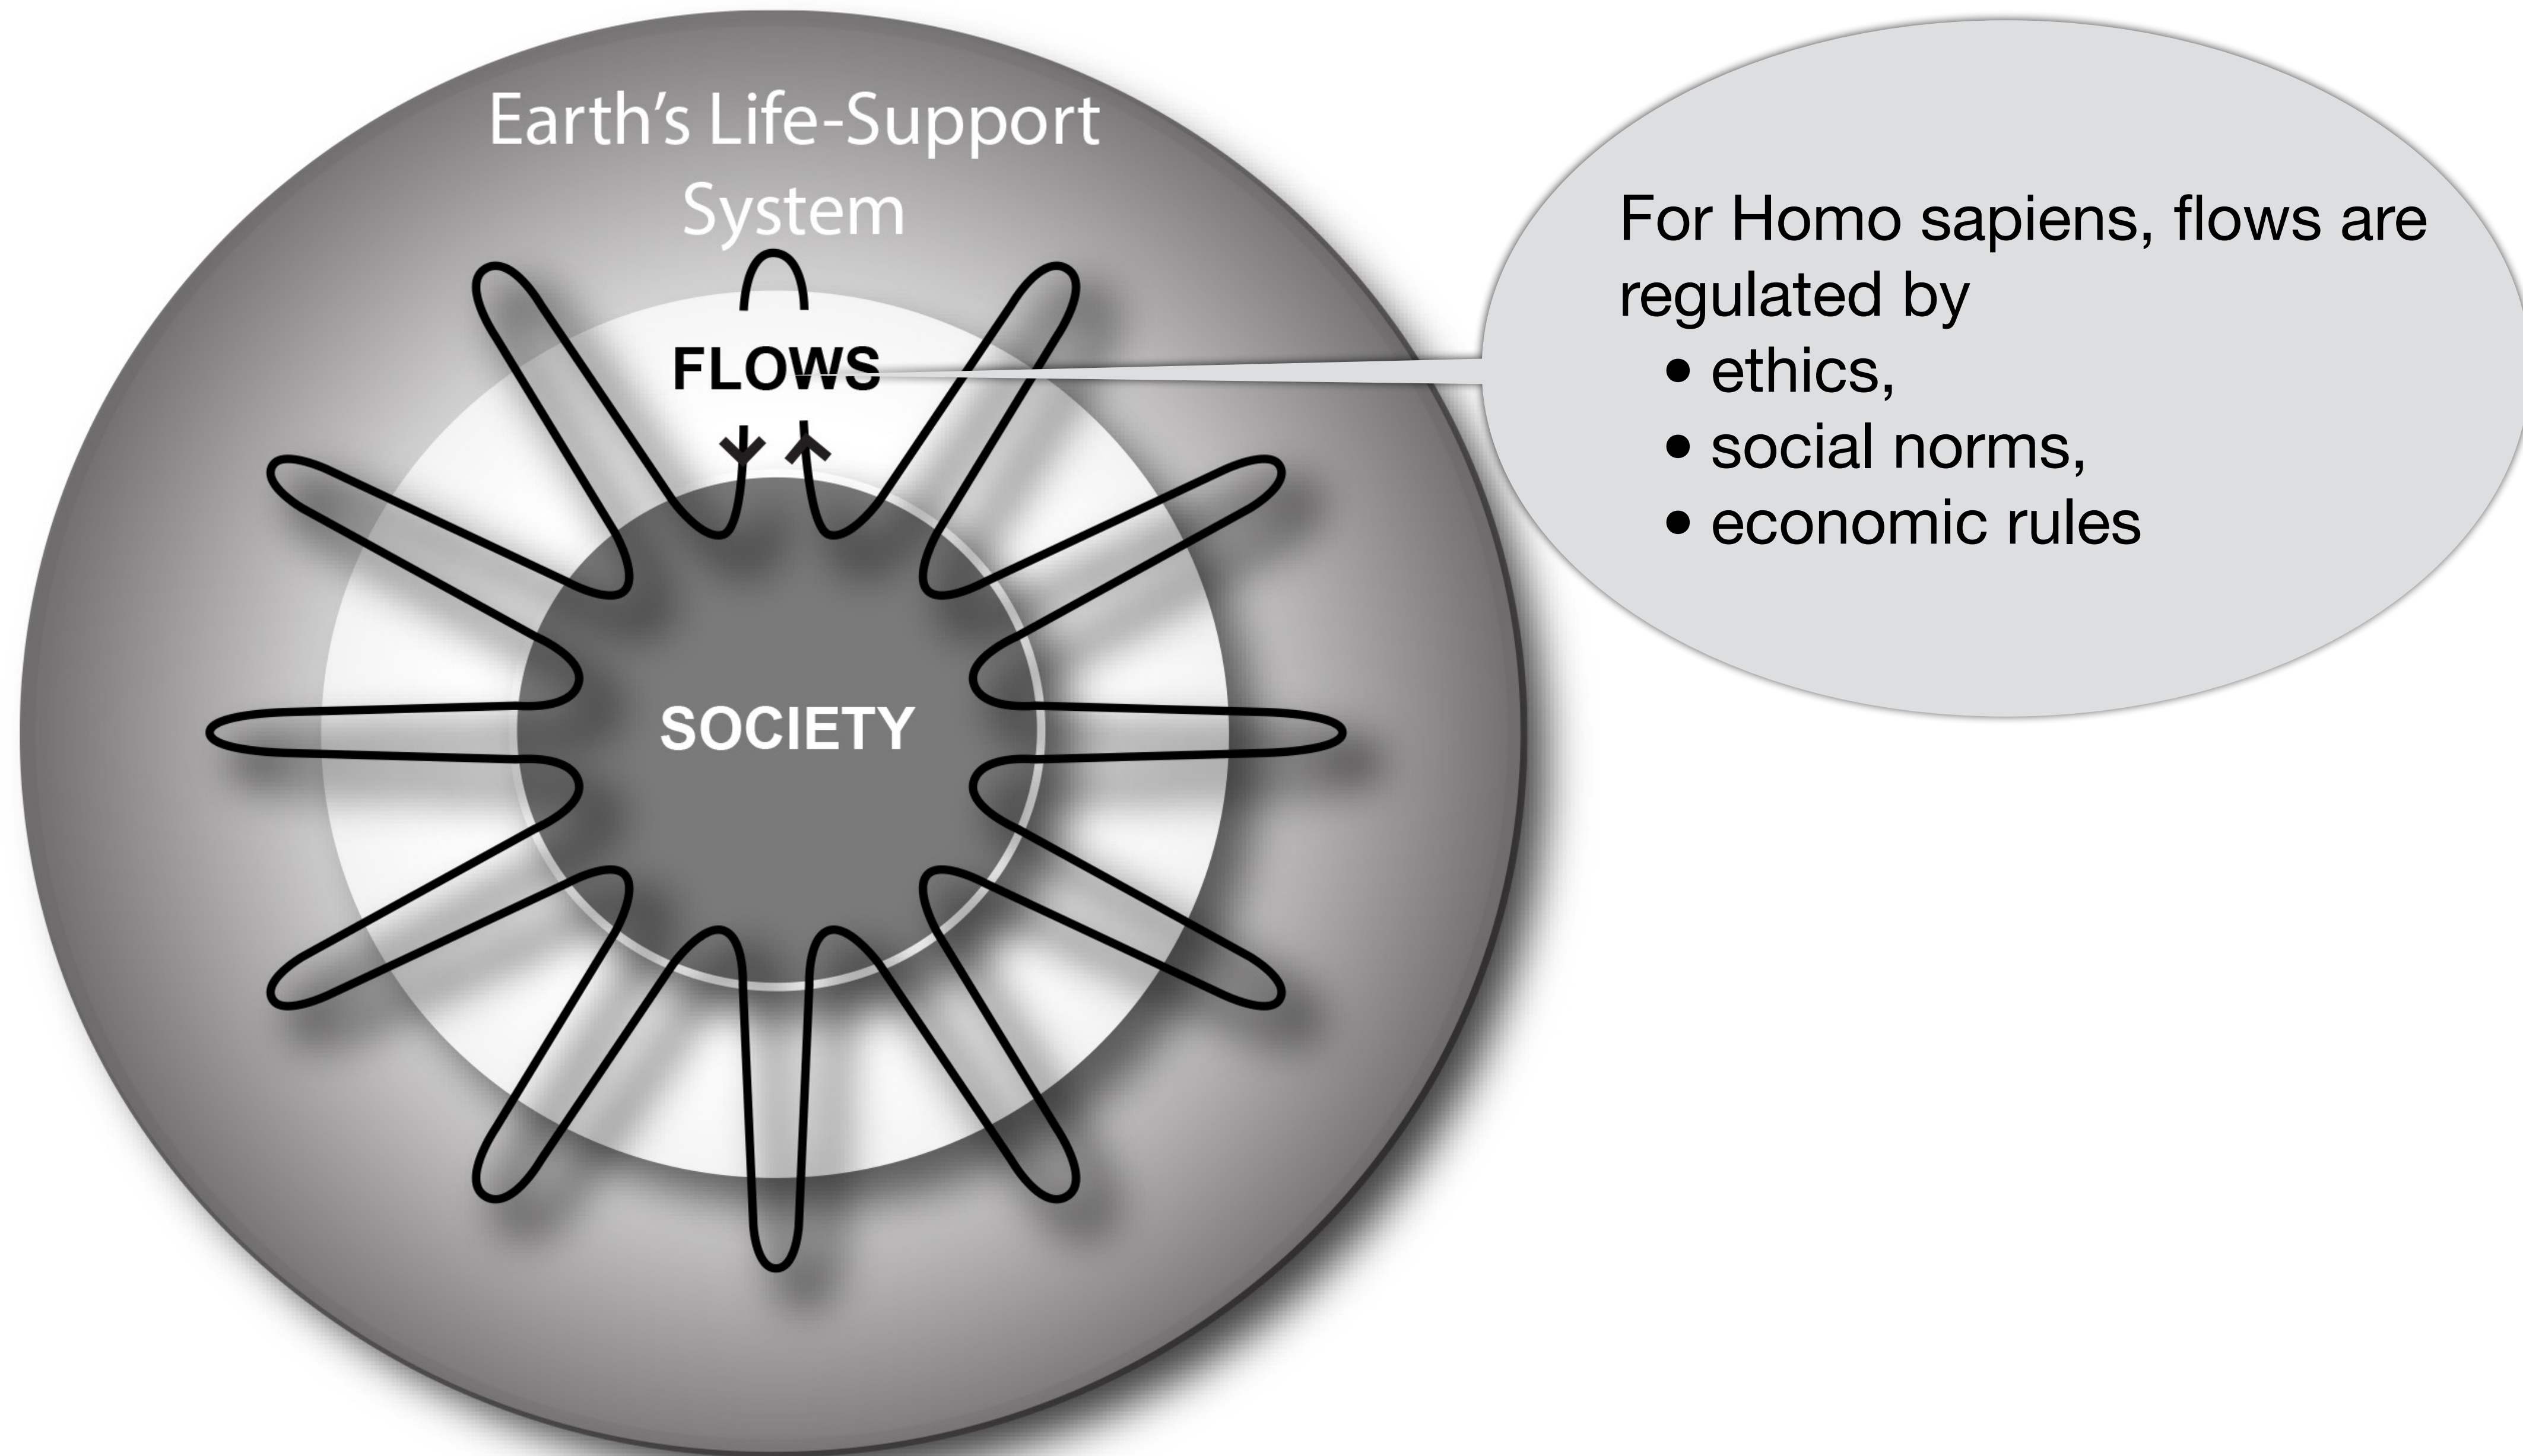 Earth’s Life-Support
System
FLOWS
SOCIETY
For Homo sapiens, flows are
regulated by
• ethics,
• social norms,
• economic rules